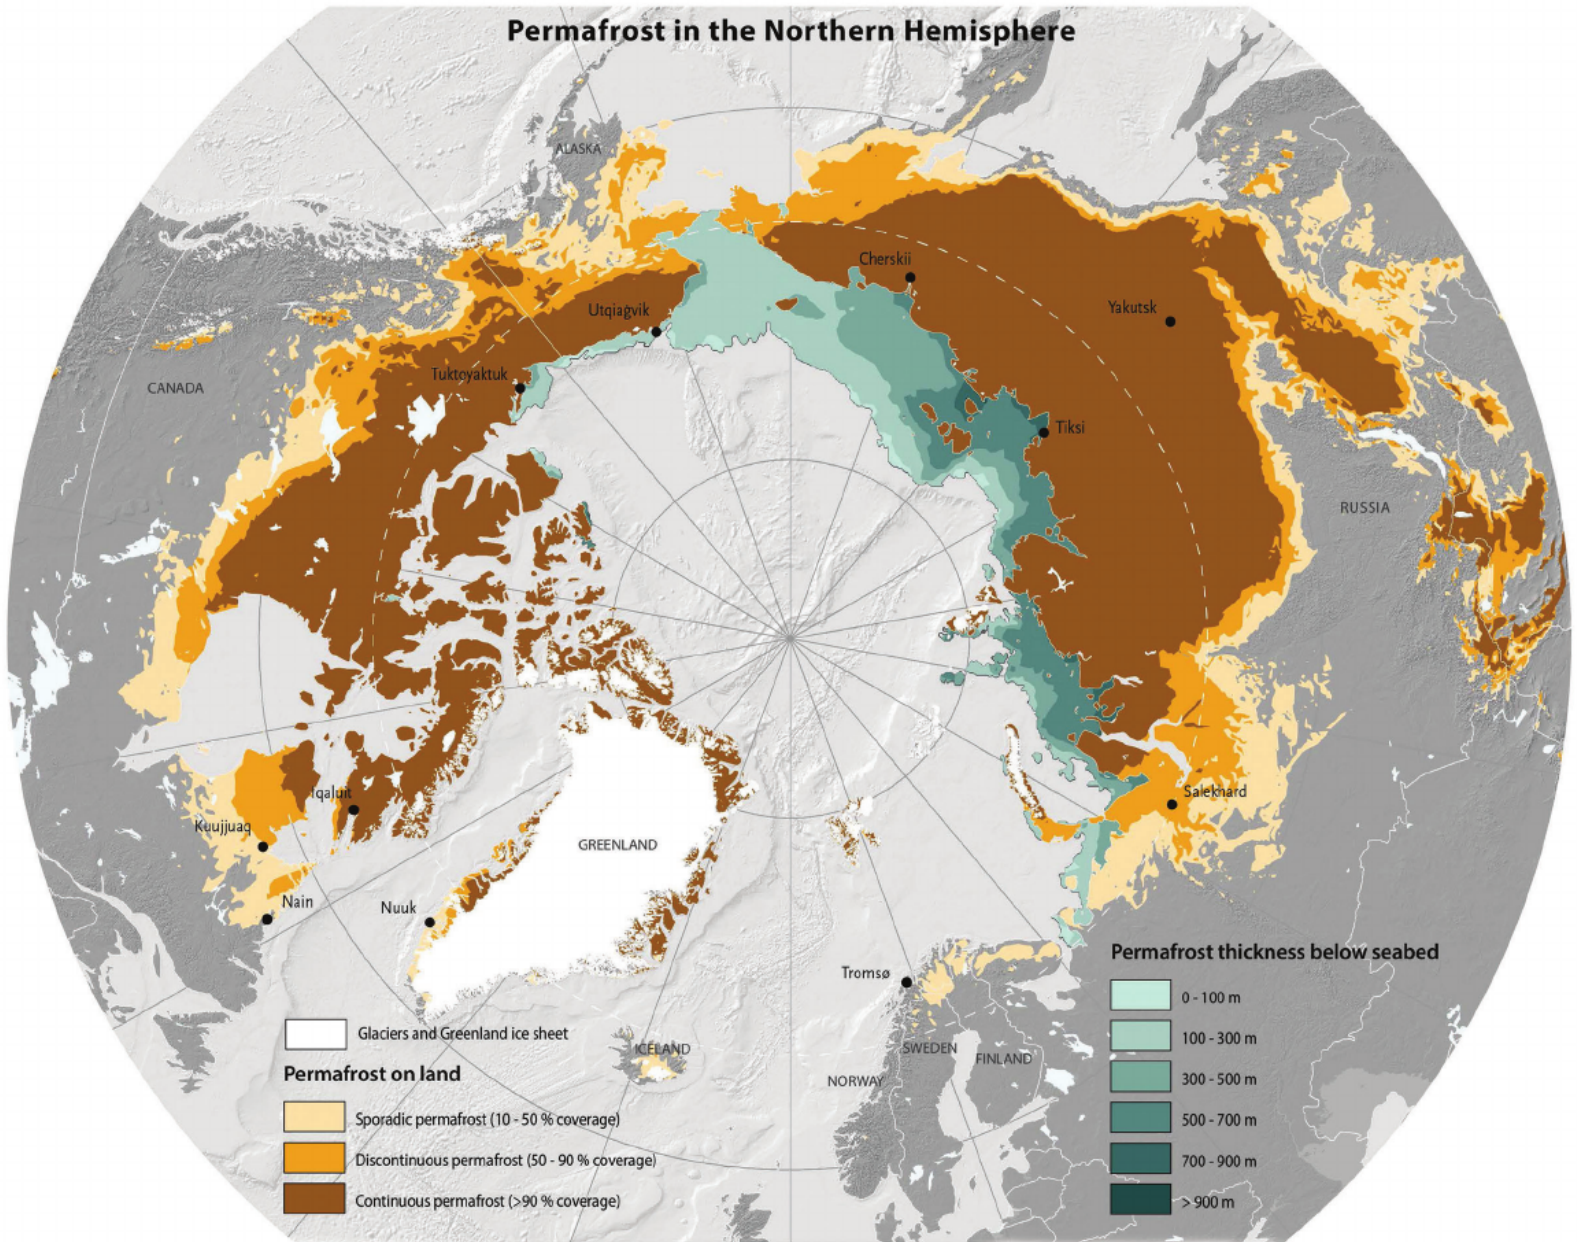 Permafrost in the Northern Hemisphere
ALASKA
Cherskii
Yakutsk
Utqiaġvik
Tuktoyaktuk
CANADA
Tiksi
RUSSIA
Iqaluit
Salekhard
Kuujjuaq
GREENLAND
Nain
Nuuk
Tromsø
Permafrost thickness below seabed
0 - 100 m
Glaciers and Greenland ice sheet
100 - 300 m
ICELAND
SWEDEN
FINLAND
Permafrost on land
300 - 500 m
NORWAY
Sporadic permafrost (10 - 50 % coverage)
500 - 700 m
Discontinuous permafrost (50 - 90 % coverage)
700 - 900 m
Continuous permafrost (>90 % coverage)
> 900 m